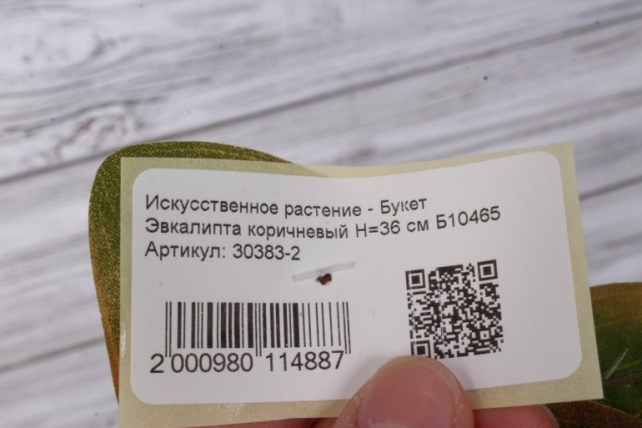 Искусственное растение - Букет
Эвкалипта коричневый H=36 см Б10465
Артикул: 30383-2
2 000980 114887